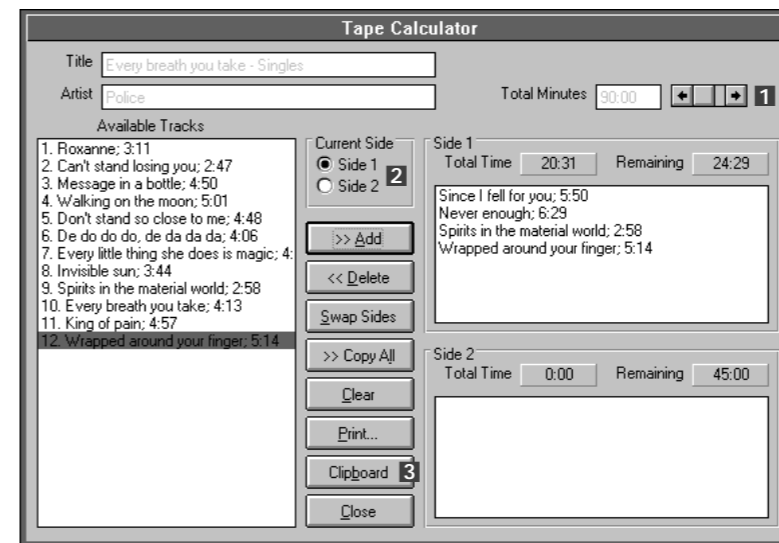 Tape Calculator
Title Every breath you take - Singles
Artist Police
Total Minutes 90:00 1
Available Tracks
1. Roxanne; 3:11
2. Can't stand losing you; 2:47
3. Message in a bottle; 4:50
4. Walking on the moon; 5:01
5. Don't stand so close to me; 4:48
6. De do do do, de da da da; 4:06
7. Every little thing she does is magic; 4:
8. Invisible sun; 3:44
9. Spirits in the material world; 2:58
10. Every breath you take; 4:13
11. King of pain; 4:57
12. Wrapped around your finger; 5:14
Current Side
Side 1
Side 2
2
>> Add
<< Delete
Swap Sides
>> Copy All
Clear
Print...
Clipboard 3
Close
Side 1
Total Time 20:31 Remaining 24:29
Since I fell for you; 5:50
Never enough; 6:29
Spirits in the material world; 2:58
Wrapped around your finger; 5:14
Side 2
Total Time 0:00 Remaining 45:00